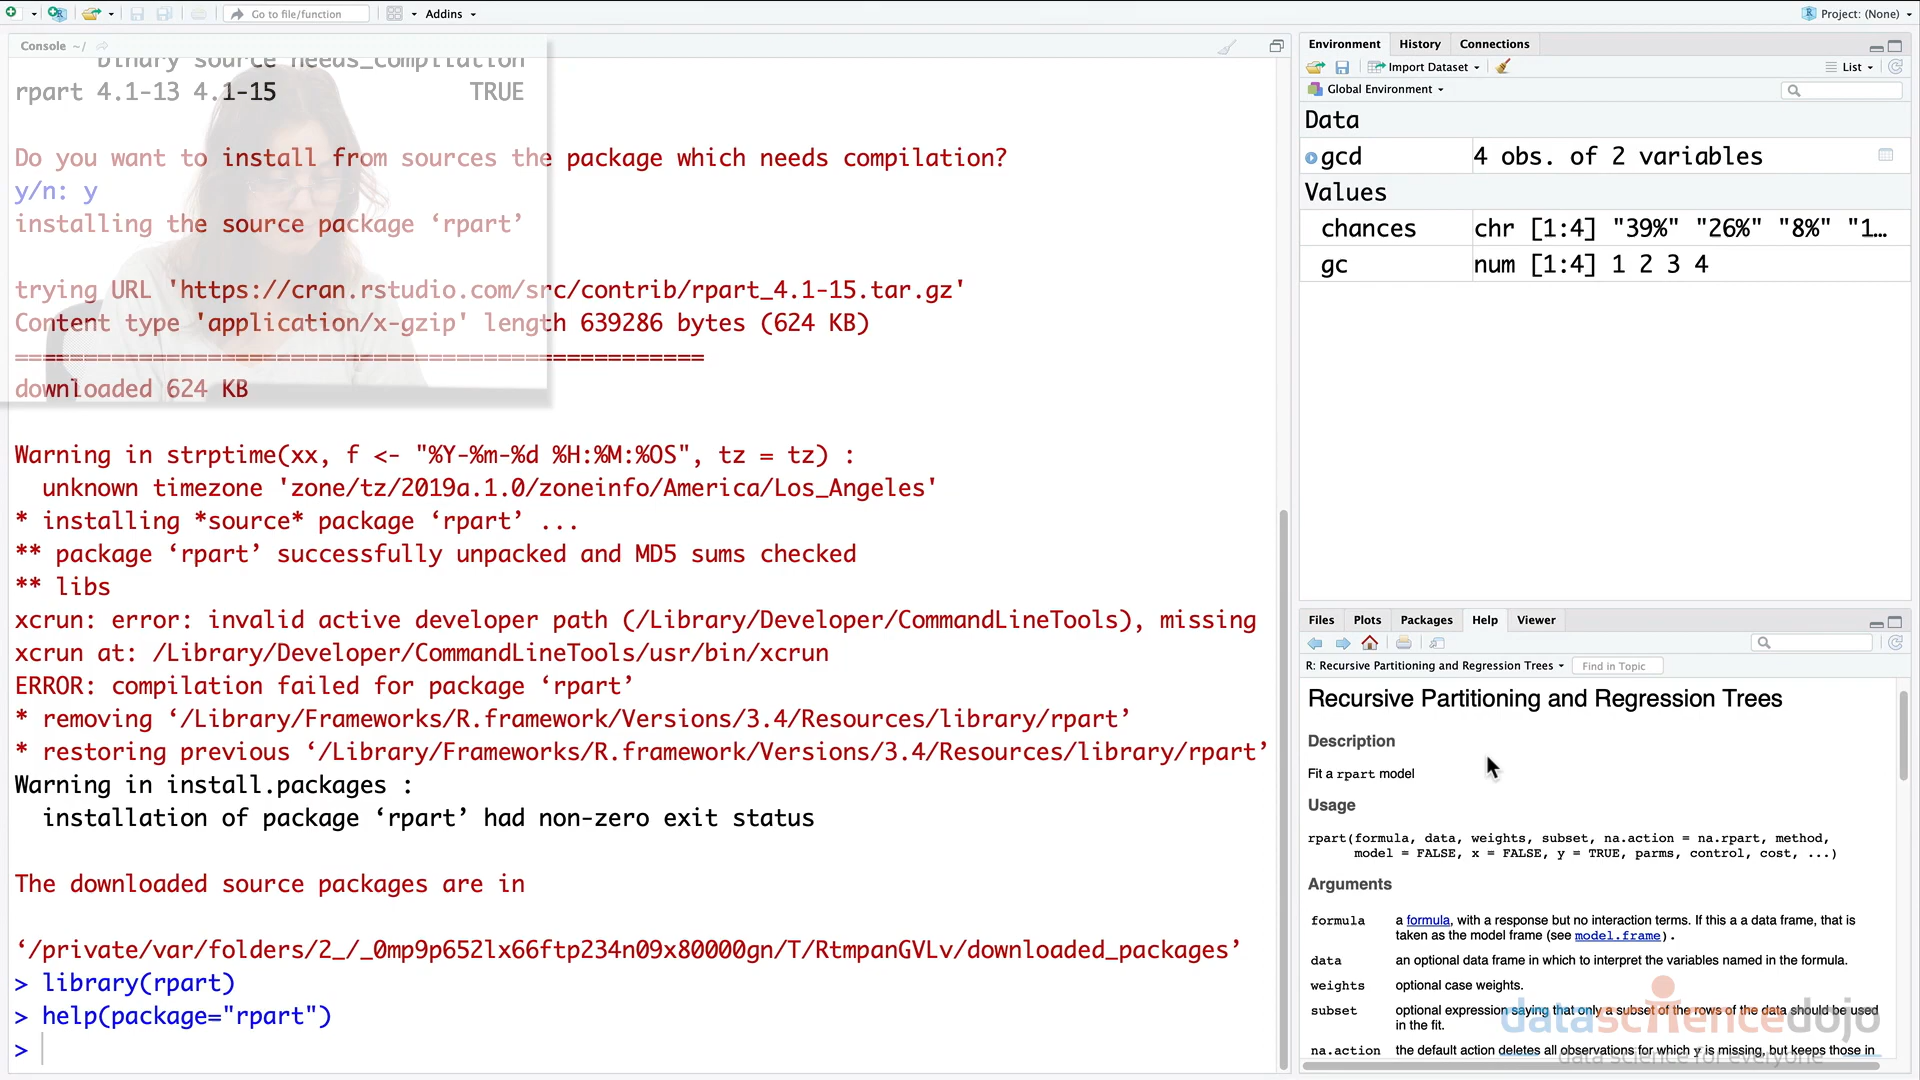 Go to file/function
Addins
Project: (None)
Console ~/
binary source needs_compilation
rpart 4.1-13 4.1-15 TRUE
Do you want to install from sources the package which needs compilation?
y/n: y
installing the source package ‘rpart’
trying URL 'https://cran.rstudio.com/src/contrib/rpart_4.1-15.tar.gz'
Content type 'application/x-gzip' length 639286 bytes (624 KB)
==================================================
downloaded 624 KB
Warning in strptime(xx, f <- "%Y-%m-%d %H:%M:%OS", tz = tz) :
unknown timezone 'zone/tz/2019a.1.0/zoneinfo/America/Los_Angeles'
* installing *source* package ‘rpart’ ...
** package ‘rpart’ successfully unpacked and MD5 sums checked
** libs
xcrun: error: invalid active developer path (/Library/Developer/CommandLineTools), missing
xcrun at: /Library/Developer/CommandLineTools/usr/bin/xcrun
ERROR: compilation failed for package ‘rpart’
* removing ‘/Library/Frameworks/R.framework/Versions/3.4/Resources/library/rpart’
* restoring previous ‘/Library/Frameworks/R.framework/Versions/3.4/Resources/library/rpart’
Warning in install.packages :
installation of package ‘rpart’ had non-zero exit status
The downloaded source packages are in
‘/private/var/folders/2_/_0mp9p652lx66ftp234n09x80000gn/T/RtmpanGVLv/downloaded_packages’
> library(rpart)
> help(package="rpart")
>
Environment History Connections
Import Dataset List
Global Environment
Data
gcd 4 obs. of 2 variables
Values
chances chr [1:4] "39%" "26%" "8%" "1…
gc num [1:4] 1 2 3 4
Files Plots Packages Help Viewer
R: Recursive Partitioning and Regression Trees Find in Topic
Recursive Partitioning and Regression Trees
Description
Fit a rpart model
Usage
rpart(formula, data, weights, subset, na.action = na.rpart, method,
model = FALSE, x = FALSE, y = TRUE, parms, control, cost, ...)
Arguments
formula a formula, with a response but no interaction terms. If this a a data frame, that is
taken as the model frame (see model.frame).
data an optional data frame in which to interpret the variables named in the formula.
weights optional case weights.
subset optional expression saying that only a subset of the rows of the data should be used
in the fit.
na.action the default action deletes all observations for which y is missing, but keeps those in
datasciencedojo
data science for everyone